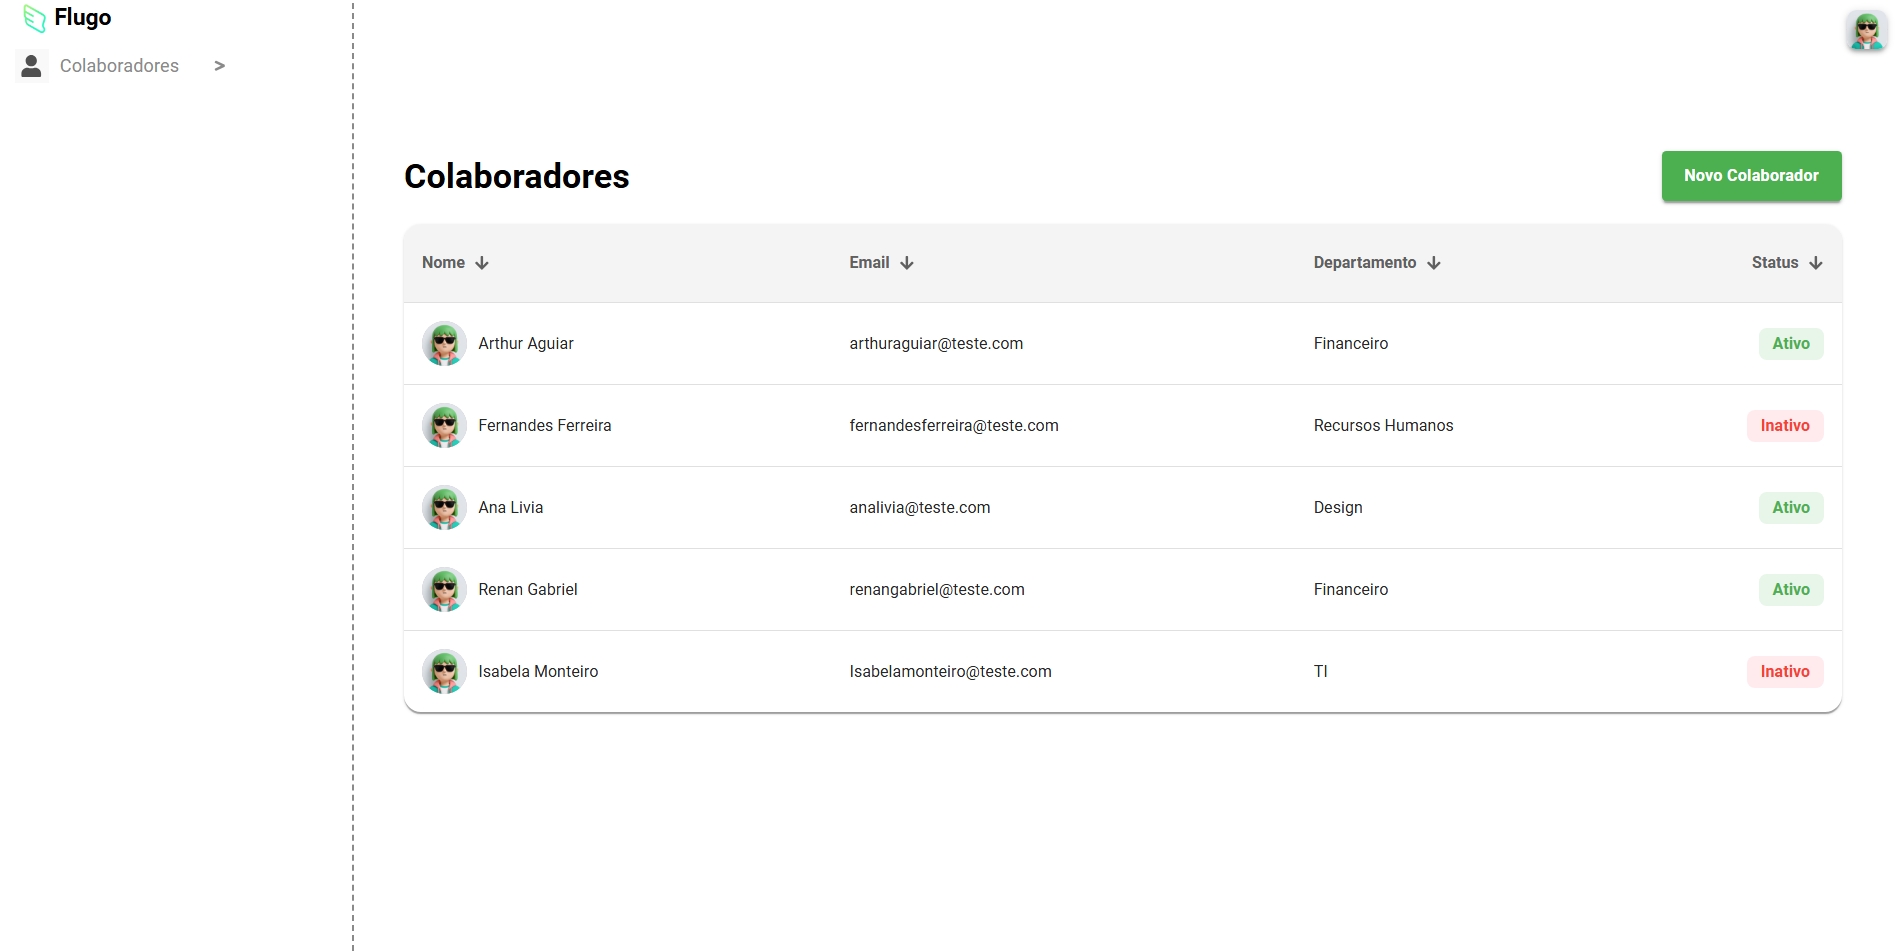 Flugo
Colaboradores >
Colaboradores
Novo Colaborador
Nome Email Departamento Status
Arthur Aguiar arthuraguiar@teste.com Financeiro Ativo
Fernandes Ferreira fernandesferreira@teste.com Recursos Humanos Inativo
Ana Livia analivia@teste.com Design Ativo
Renan Gabriel renangabriel@teste.com Financeiro Ativo
Isabela Monteiro Isabelamonteiro@teste.com TI Inativo